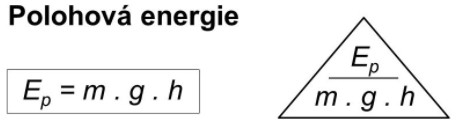 Polohová energie
Eₚ = m . g . h
Eₚ
m . g . h